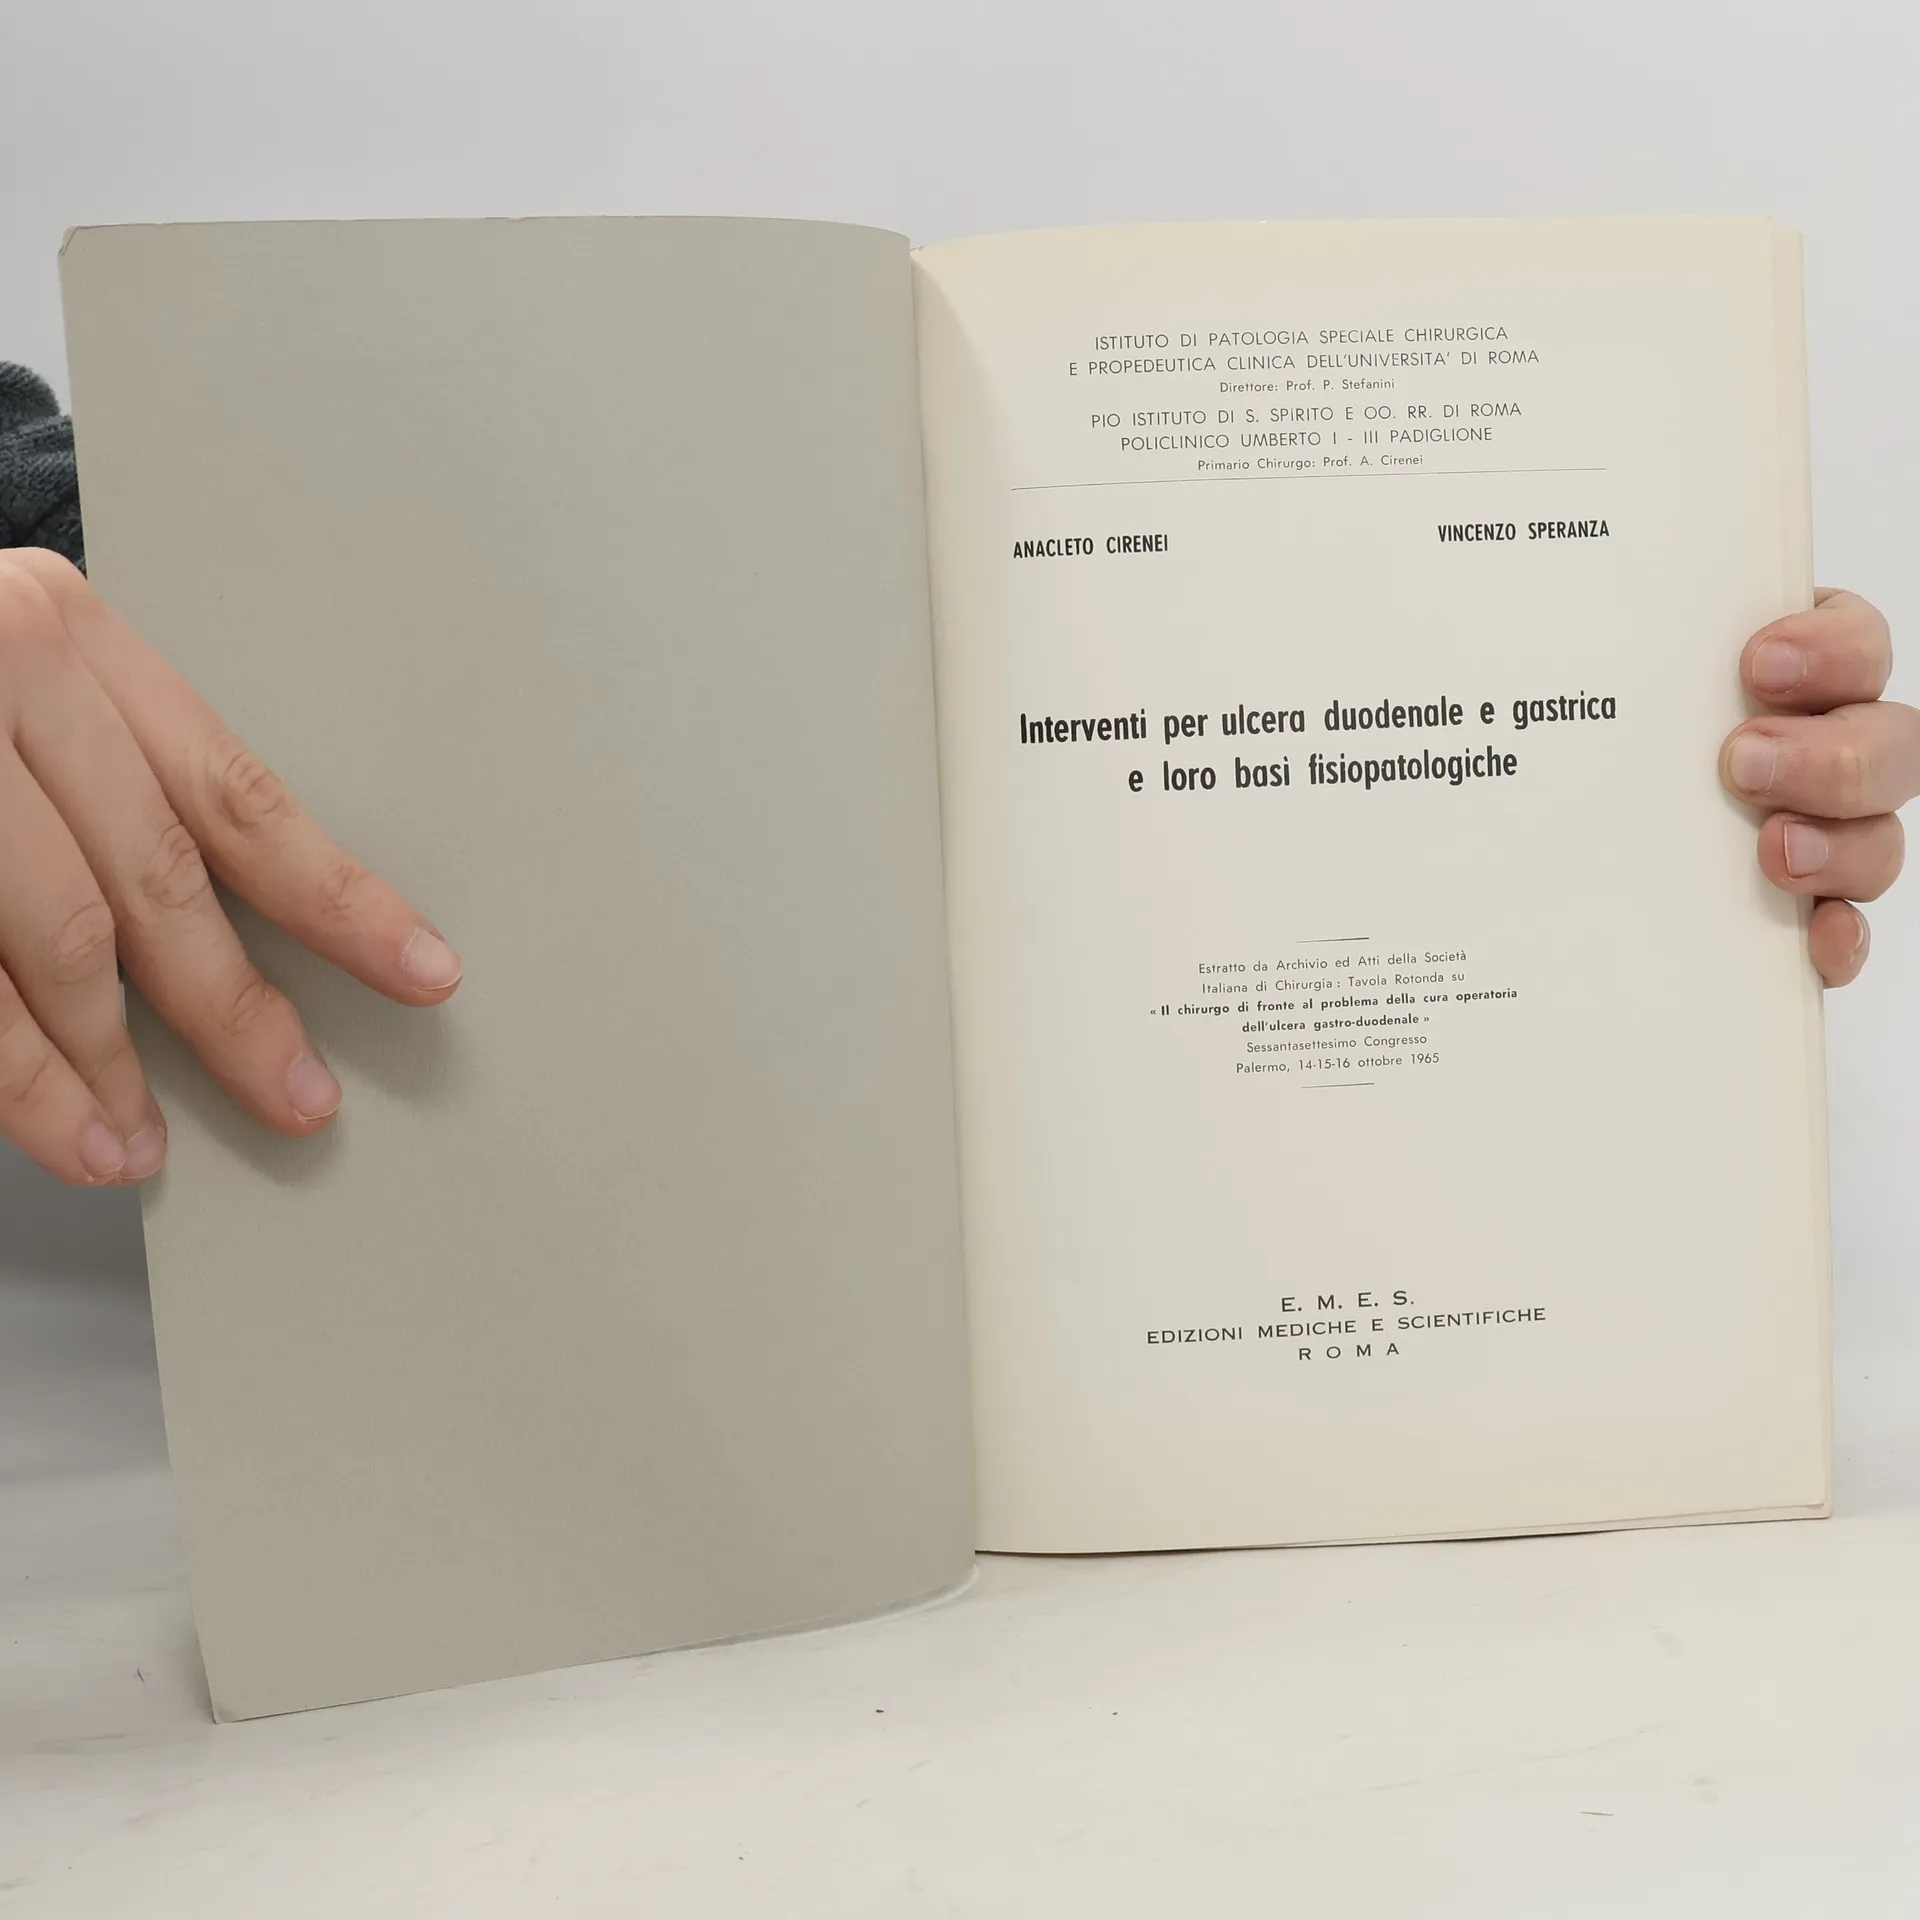 ISTITUTO DI PATOLOGIA SPECIALE CHIRURGICA
E PROPEDEUTICA CLINICA DELL'UNIVERSITA' DI ROMA
Direttore: Prof. P. Stefanini
PIO ISTITUTO DI S. SPIRITO E OO. RR. DI ROMA
POLICLINICO UMBERTO I - III PADIGLIONE
Primario Chirurgo: Prof. A. Cirenei
ANACLETO CIRENEI VINCENZO SPERANZA
Interventi per ulcera duodenale e gastrica
e loro basi fisiopatologiche
Estratto da Archivio ed Atti della Società
Italiana di Chirurgia: Tavola Rotonda su
« Il chirurgo di fronte al problema della cura operatoria
dell'ulcera gastro-duodenale »
Sessantasettesimo Congresso
Palermo, 14-15-16 ottobre 1965
E. M. E. S.
EDIZIONI MEDICHE E SCIENTIFICHE
ROMA